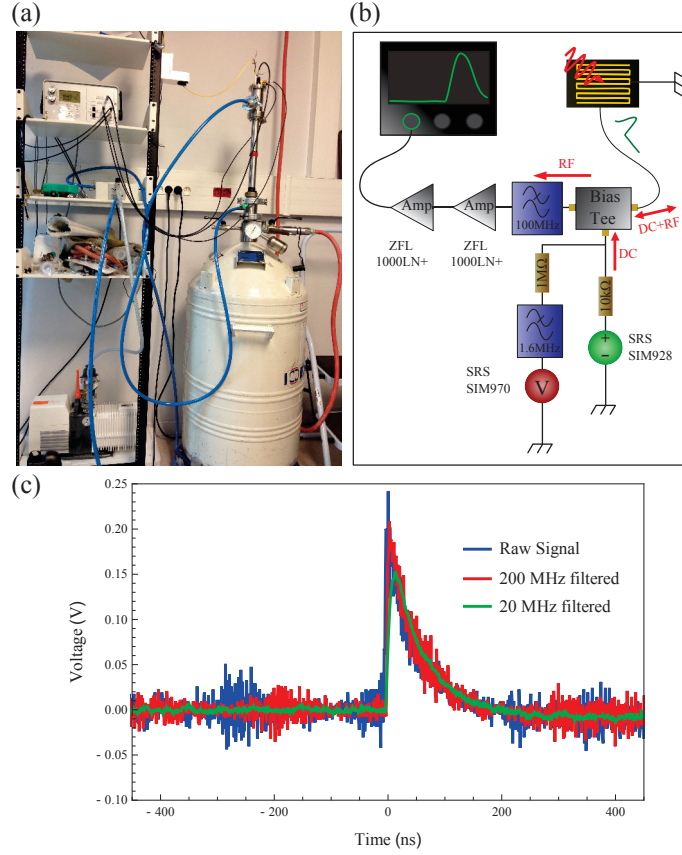 (a)
(b)
RF
Amp
Amp
100MHz
Bias
Tee
DC+RF
DC
ZFL
1000LN+
ZFL
1000LN+
1MΩ
10kΩ
1.6MHz
SRS
SIM928
SRS
SIM970
V
(c)
0.25
0.20
0.15
0.10
0.05
0.00
- 0.05
- 0.10
Voltage (V)
Raw Signal
200 MHz filtered
20 MHz filtered
- 400
- 200
0
200
400
Time (ns)